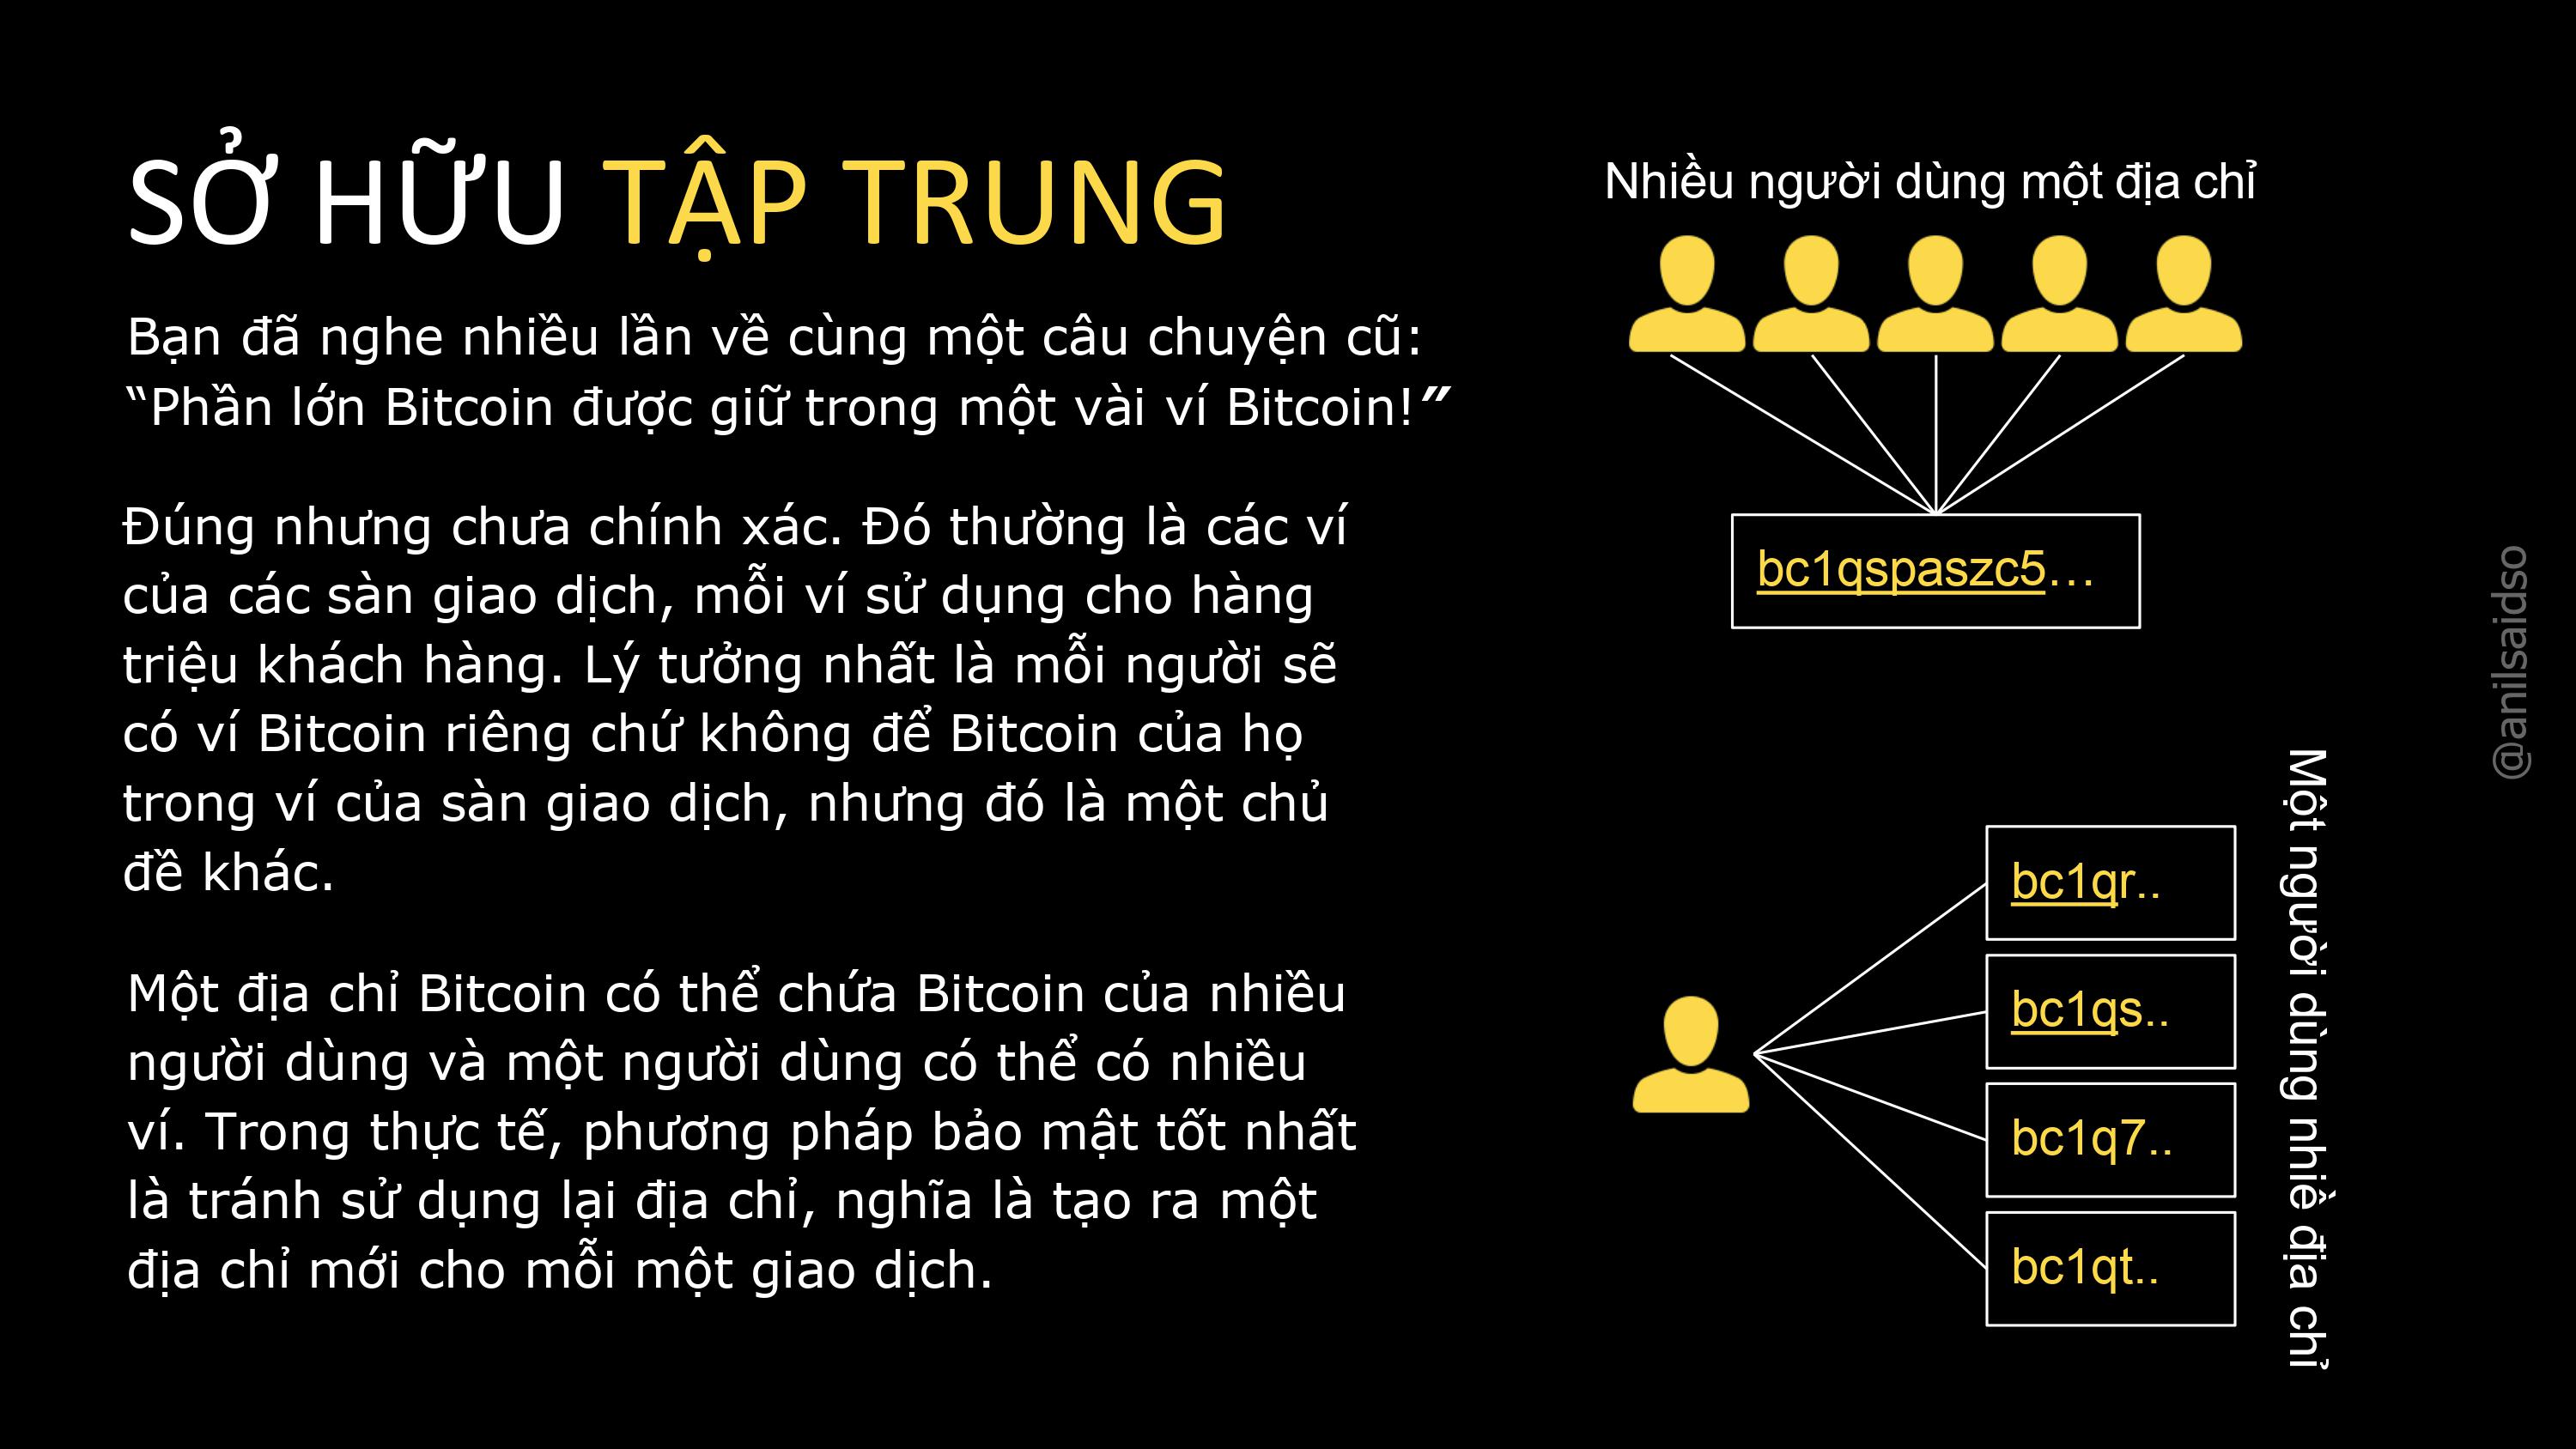 SỞ HỮU TẬP TRUNG
Bạn đã nghe nhiều lần về cùng một câu chuyện cũ:
“Phần lớn Bitcoin được giữ trong một vài ví Bitcoin!”
Đúng nhưng chưa chính xác. Đó thường là các ví
của các sàn giao dịch, mỗi ví sử dụng cho hàng
triệu khách hàng. Lý tưởng nhất là mỗi người sẽ
có ví Bitcoin riêng chứ không để Bitcoin của họ
trong ví của sàn giao dịch, nhưng đó là một chủ
đề khác.
Một địa chỉ Bitcoin có thể chứa Bitcoin của nhiều
người dùng và một người dùng có thể có nhiều
ví. Trong thực tế, phương pháp bảo mật tốt nhất
là tránh sử dụng lại địa chỉ, nghĩa là tạo ra một
địa chỉ mới cho mỗi một giao dịch.
Nhiều người dùng một địa chỉ
bc1qspaszc5…
bc1qr..
bc1qs..
bc1q7..
bc1qt..
Một người dùng nhiề địa chỉ
@anilsaidso